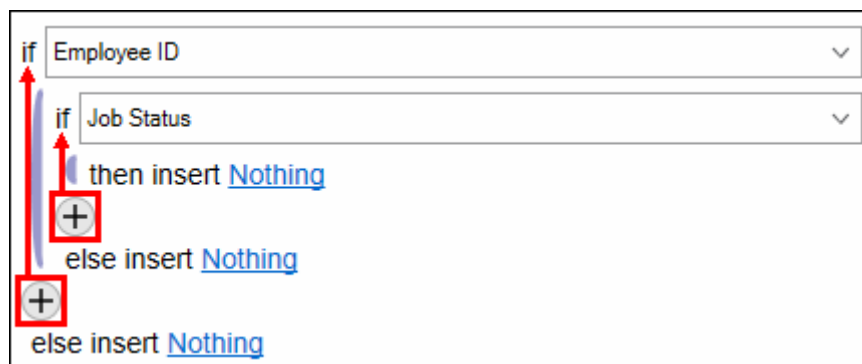 if Employee ID
if Job Status
then insert Nothing
else insert Nothing
else insert Nothing